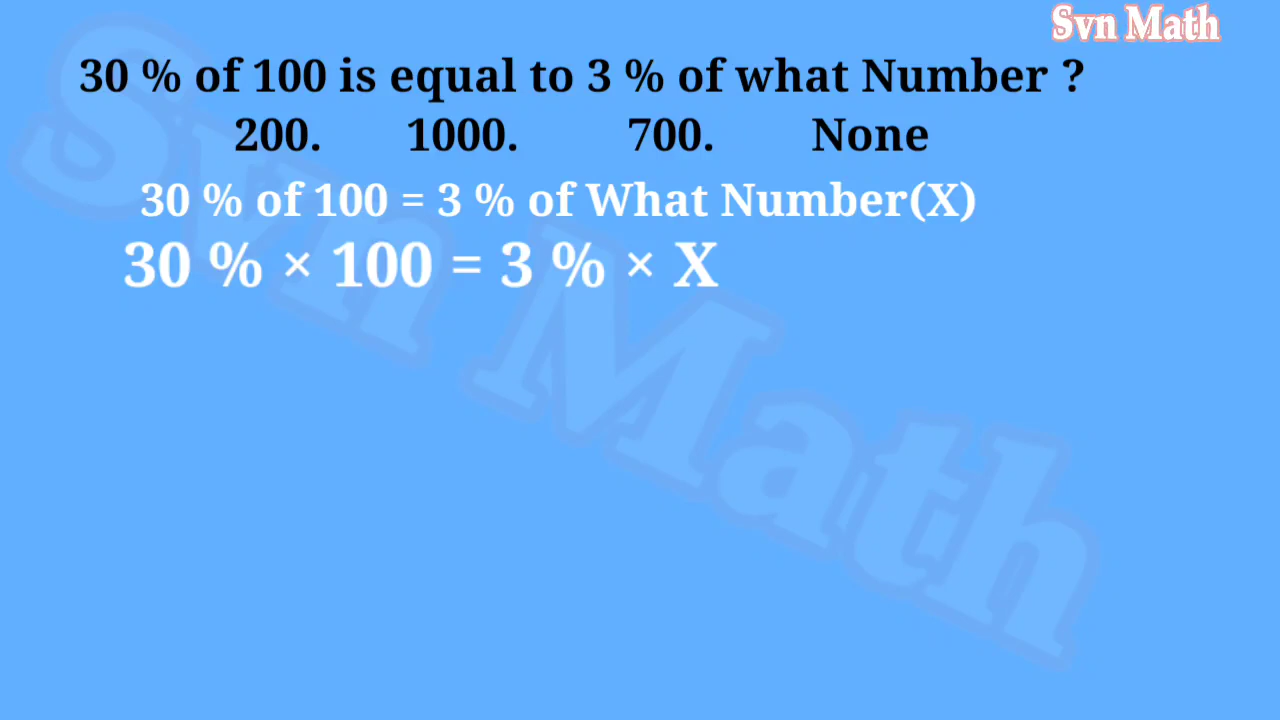 Svn Math
30 % of 100 is equal to 3 % of what Number ?
200. 1000. 700. None
30 % of 100 = 3 % of What Number(X)
30 % × 100 = 3 % × X
Svn Math